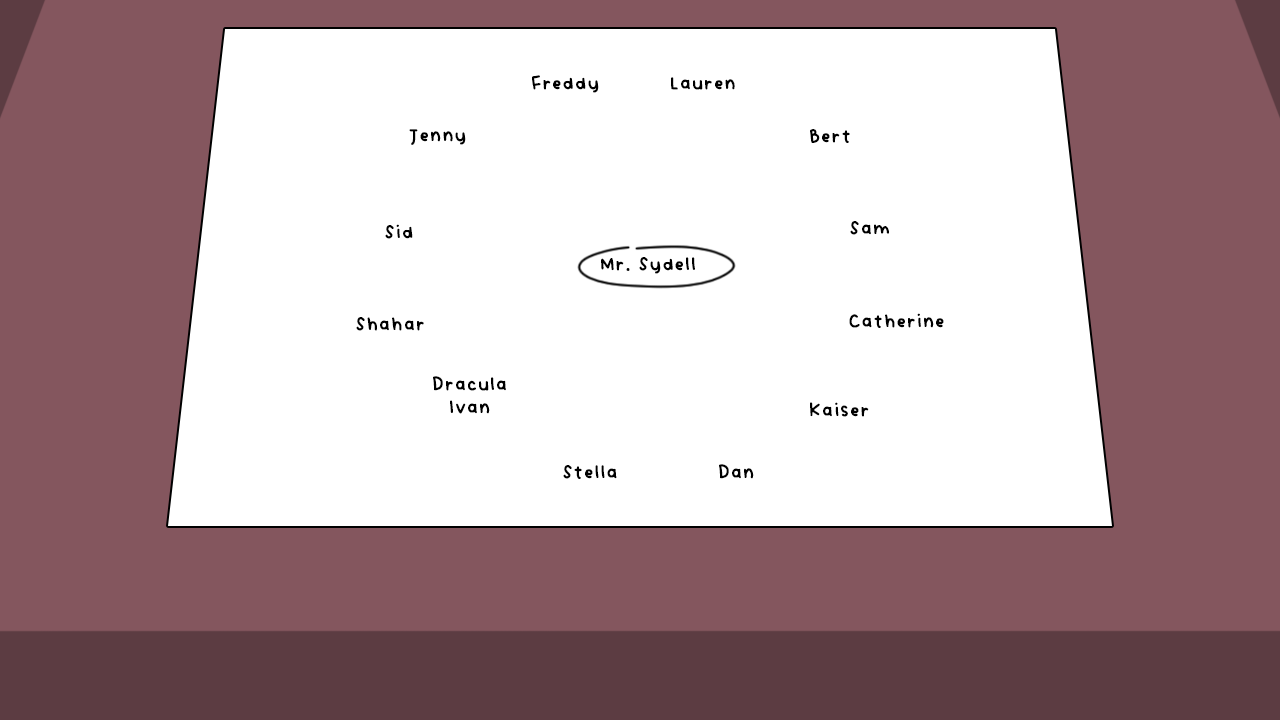 Freddy Lauren
Jenny Bert
Sid Sam
Mr. Sydell
Shahar Catherine
Dracula
Ivan Kaiser
Stella Dan